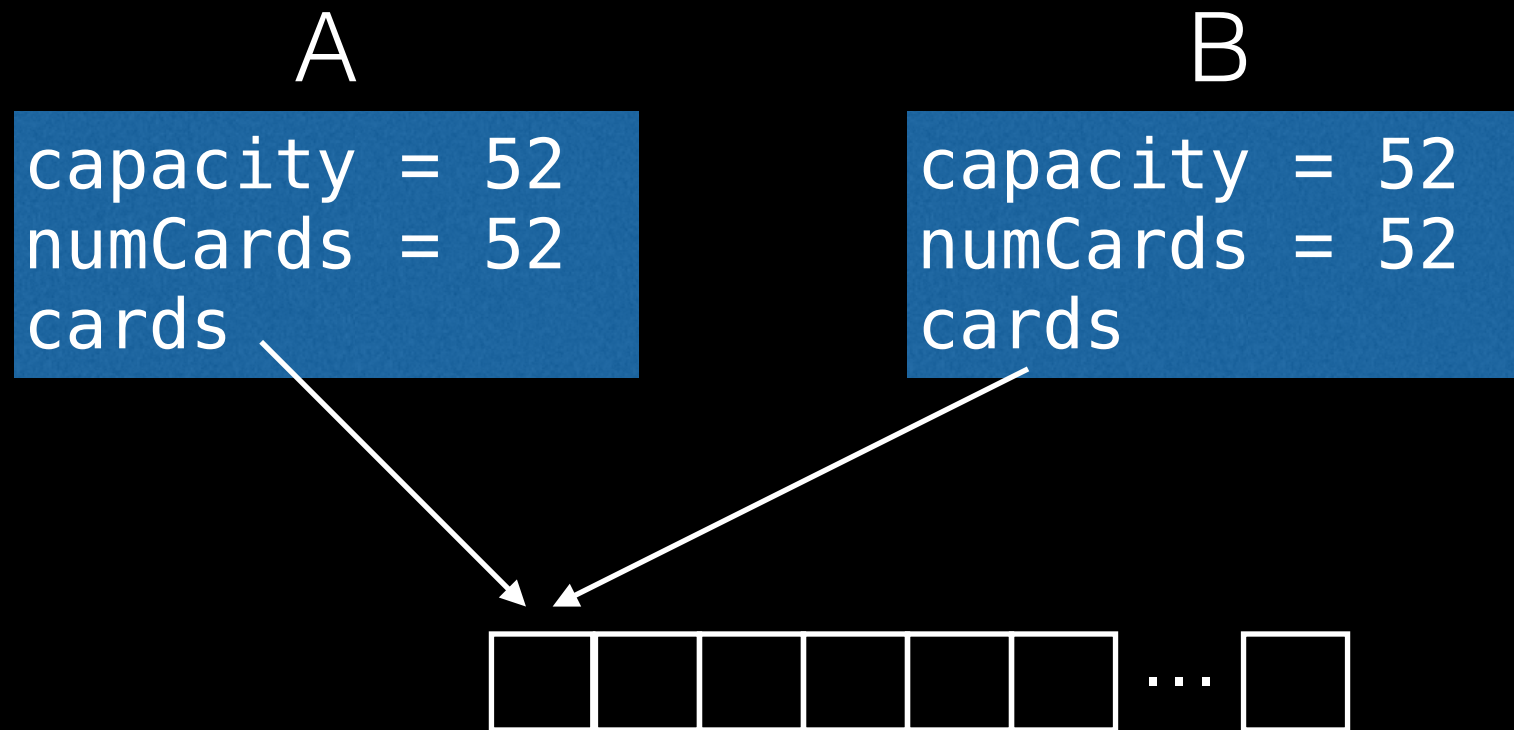 A
B
capacity = 52
numCards = 52
cards
capacity = 52
numCards = 52
cards
...